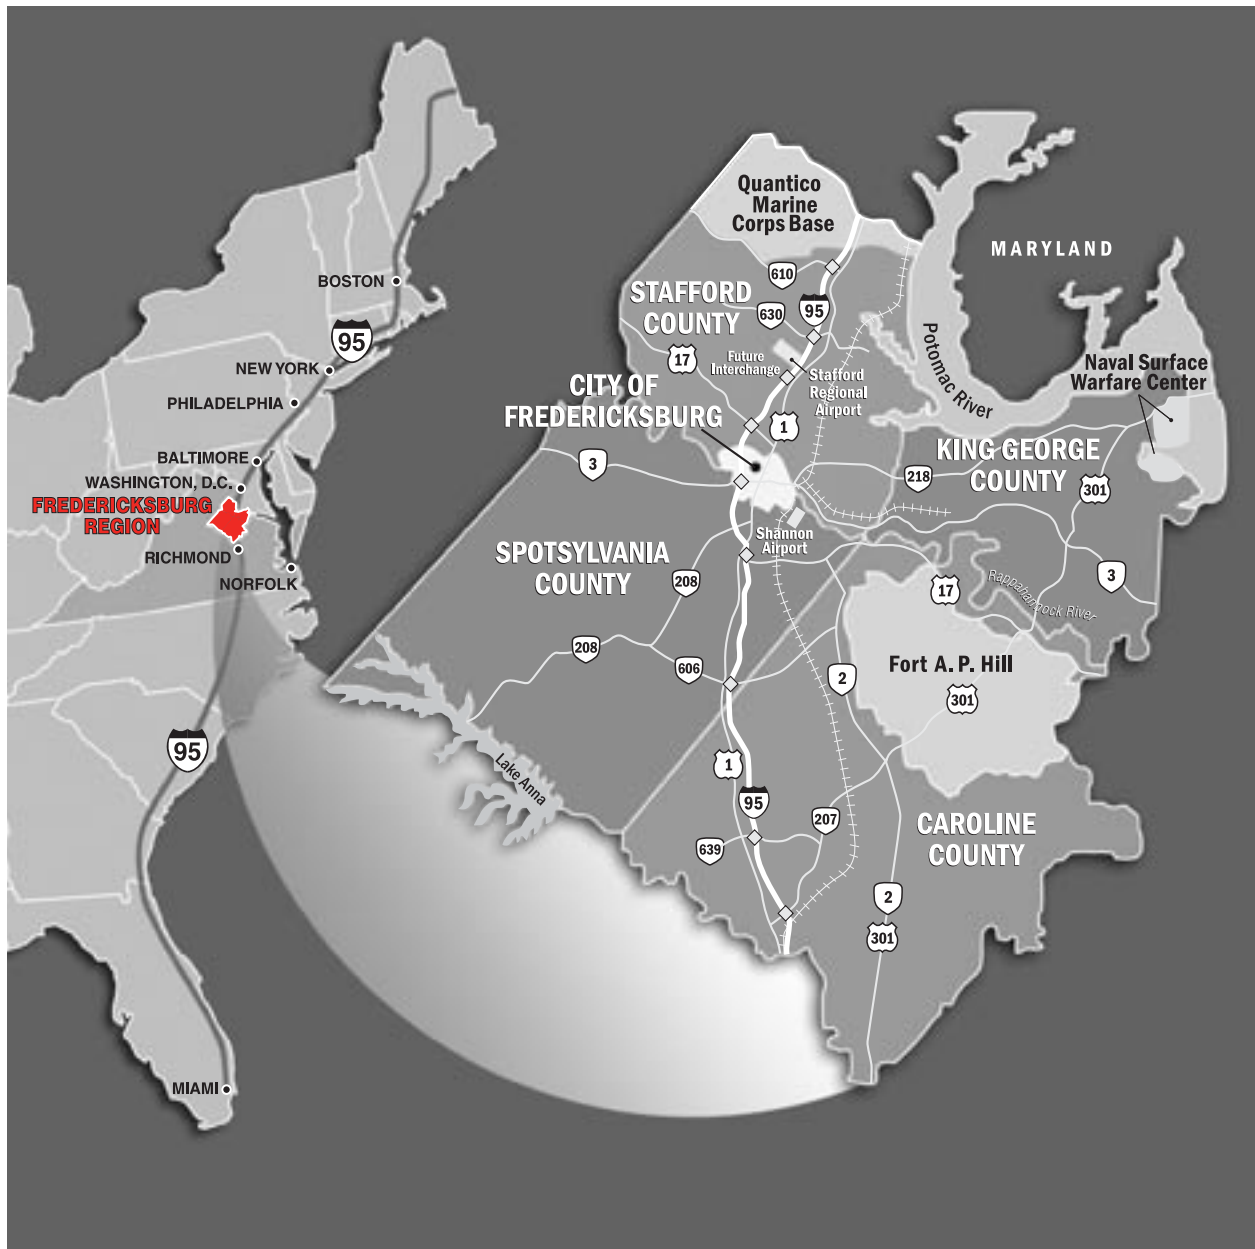 BOSTON
95
NEW YORK
PHILADELPHIA
BALTIMORE
WASHINGTON, D.C.
FREDERICKSBURG
REGION
RICHMOND
NORFOLK
95
MIAMI
Quantico
Marine
Corps Base
MARYLAND
610
STAFFORD
COUNTY
630
95
17
Future
Interchange
Stafford
Regional
Airport
Potomac River
Naval Surface
Warfare Center
CITY OF
FREDERICKSBURG
1
KING GEORGE
COUNTY
3
218
301
Shannon
Airport
SPOTSYLVANIA
COUNTY
208
17
Rappahannock River
3
208
606
2
Fort A.P. Hill
301
Lake Anna
1
95
207
639
CAROLINE
COUNTY
2
301